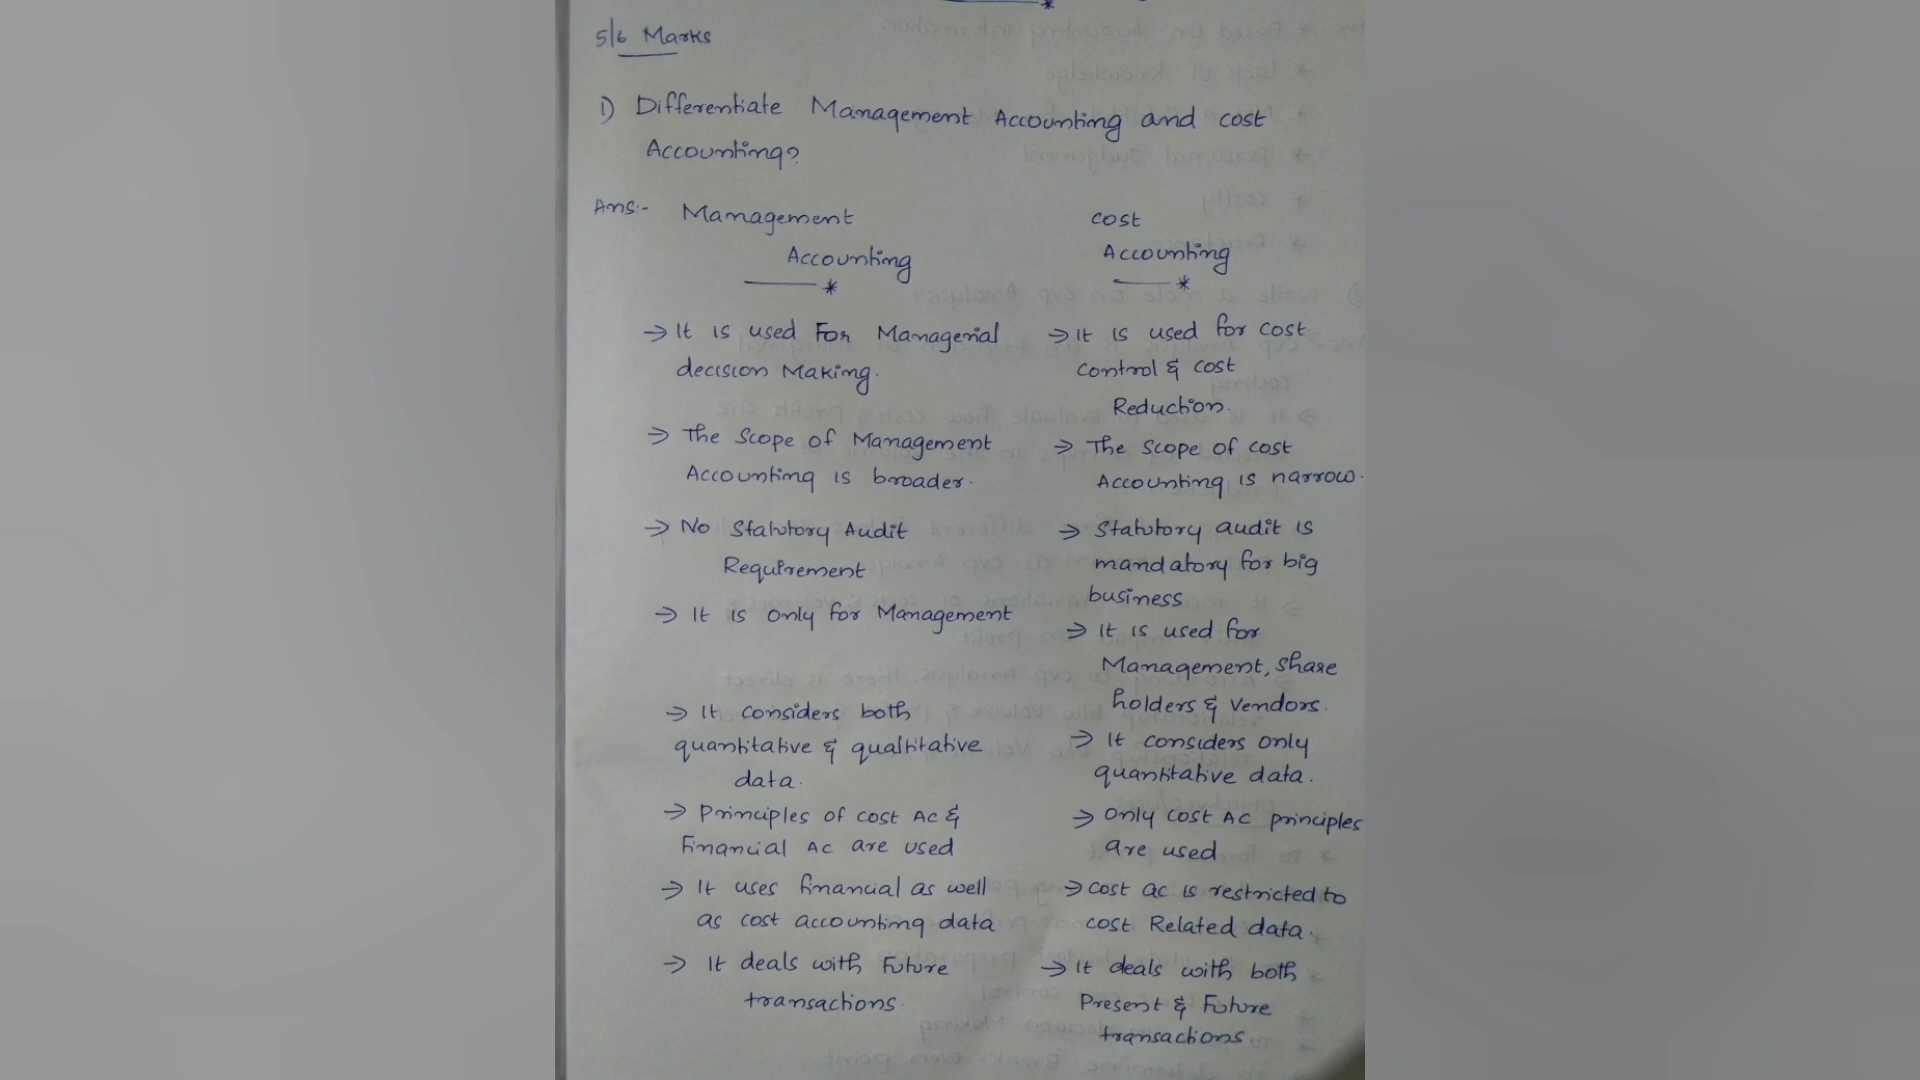 5/6 Marks
1) Differentiate Management Accounting and cost
Accounting?
Ans:- Management
Accounting
*
→ It is used For Managerial
decision Making.
→ The Scope of Management
Accounting is broader.
→ No Statutory Audit
Requirement
→ It is only for Management
→ It considers both
quantitative & qualitative
data.
→ Principles of cost Ac &
Financial Ac are used
→ It uses financial as well
as cost accounting data
→ It deals with Future
transactions.
cost
Accounting
*
→ It is used for cost
control & cost
Reduction.
→ The Scope of cost
Accounting is narrow.
→ Statutory audit is
mandatory for big
business
→ It is used for
Management, share
holders & Vendors.
→ It considers only
quantitative data.
→ only cost AC principles
are used
→ cost ac is restricted to
cost Related data.
→ It deals with both
Present & Future
transactions.